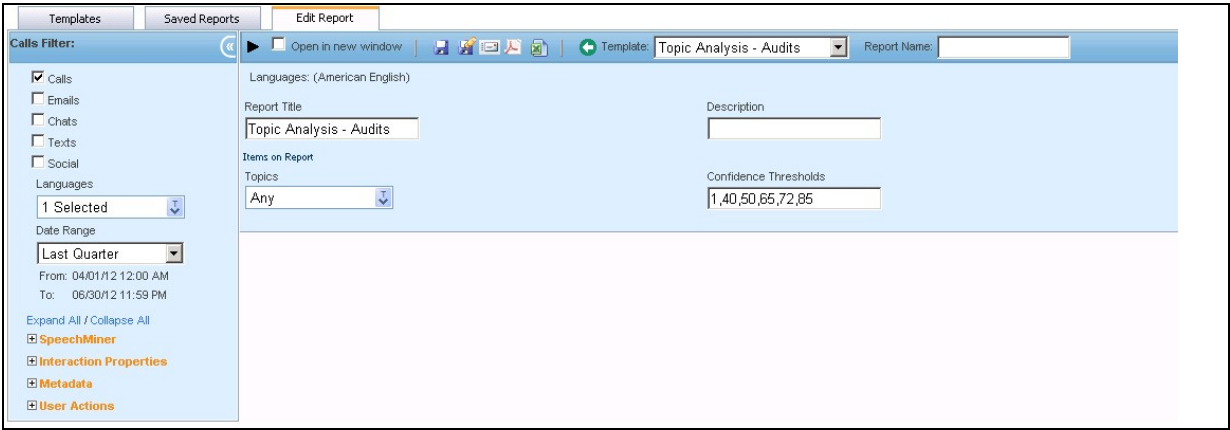 Templates
Saved Reports
Edit Report
Calls Filter:
Open in new window
Template:
Topic Analysis - Audits
Report Name:
Calls
Emails
Chats
Texts
Social
Languages
1 Selected
Date Range
Last Quarter
From: 04/01/12 12:00 AM
To: 06/30/12 11:59 PM
Expand All / Collapse All
SpeechMiner
Interaction Properties
Metadata
User Actions
Languages: (American English)
Report Title
Topic Analysis - Audits
Description
Items on Report
Topics
Any
Confidence Thresholds
1,40,50,65,72,85